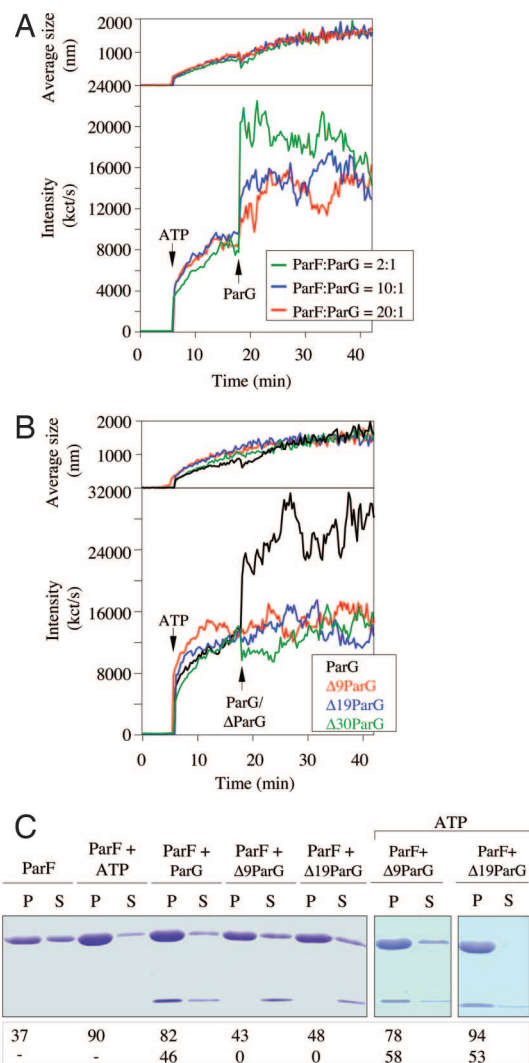 A
Average size
(nm)
2000
1000
24000
20000
16000
12000
8000
4000
0
Intensity
(kct/s)
ATP
ParG
ParF:ParG = 2:1
ParF:ParG = 10:1
ParF:ParG = 20:1
0 10 20 30 40
Time (min)
B
Average size
(nm)
2000
1000
32000
24000
16000
8000
0
Intensity
(kct/s)
ATP
ParG/
ΔParG
ParG
Δ9ParG
Δ19ParG
Δ30ParG
0 10 20 30 40
Time (min)
C
ATP
ParF
ParF +
ATP
ParF +
ParG
ParF +
Δ9ParG
ParF +
Δ19ParG
ParF+
Δ9ParG
ParF+
Δ19ParG
P S P S P S P S P S P S P S
37 90 82 43 48 78 94
- - 46 0 0 58 53